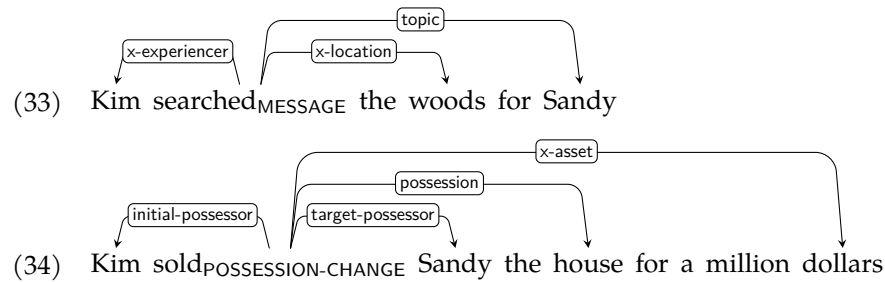 topic
x-experiencer x-location
(33) Kim searchedMESSAGE the woods for Sandy
x-asset
possession
initial-possessor target-possessor
(34) Kim soldPOSSESSION-CHANGE Sandy the house for a million dollars